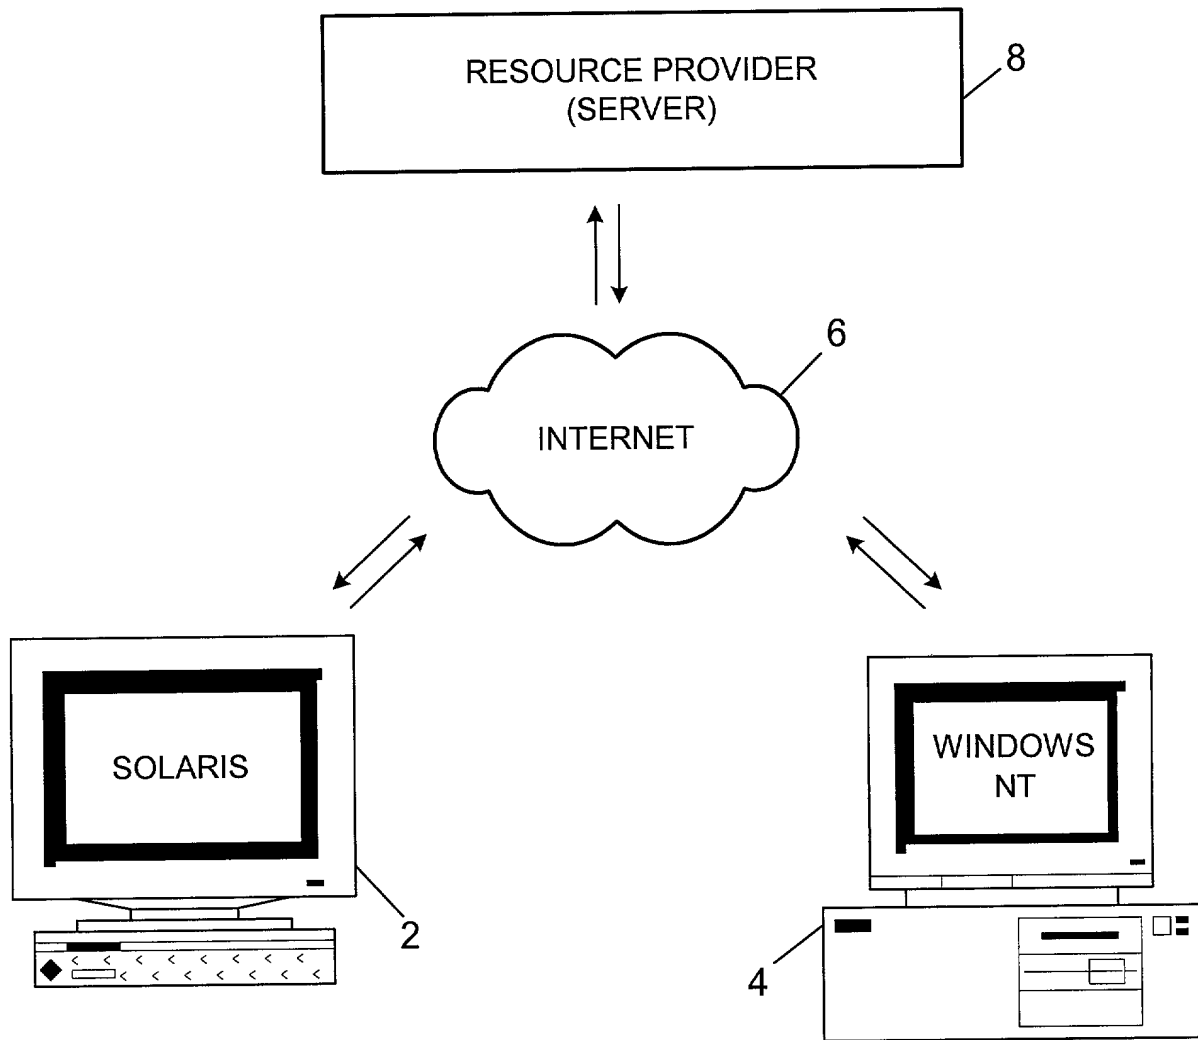 RESOURCE PROVIDER
(SERVER)
8
6
INTERNET
SOLARIS
WINDOWS
NT
2
4